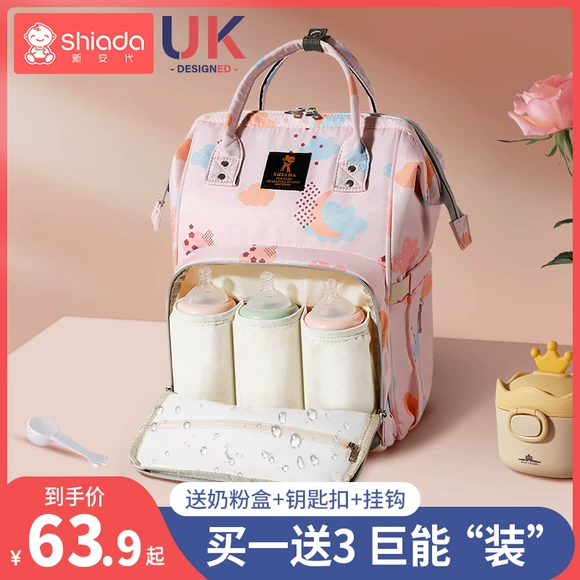 Shiada
新安代
UK
- DESIGNED -
SHIADA
送奶粉盒+钥匙扣+挂钩
到手价
¥63.9起
买一送3 巨能“装”